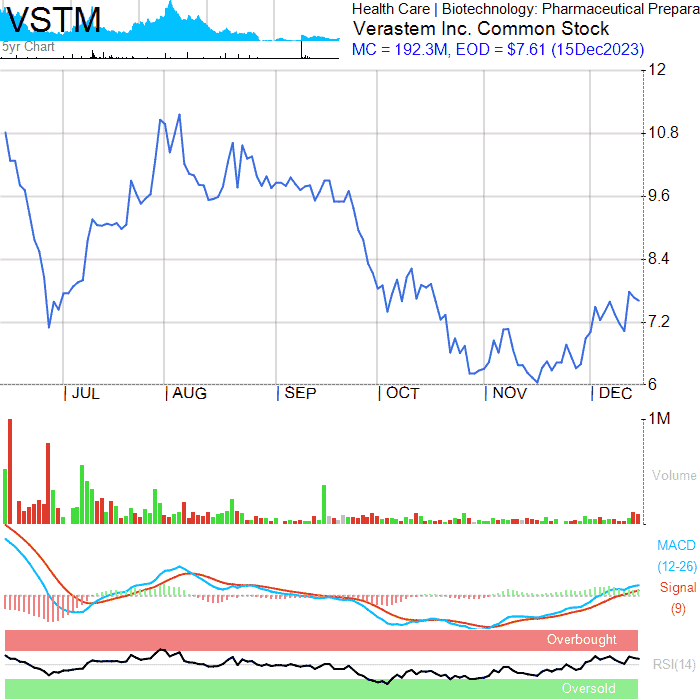 VSTM
5yr Chart
Health Care | Biotechnology: Pharmaceutical Prepara
Verastem Inc. Common Stock
MC = 192.3M, EOD = $7.61 (15Dec2023)
12
10.8
9.6
8.4
7.2
6
JUL AUG SEP OCT NOV DEC
1M
Volume
MACD
(12-26)
Signal
(9)
Overbought
RSI(14)
Oversold